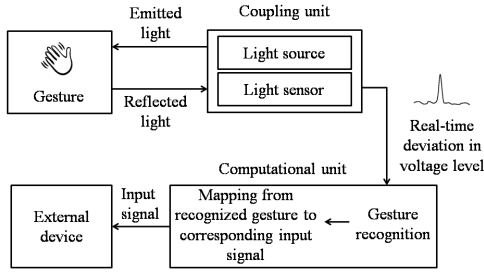 Emitted
light
Coupling unit
Light source
Light sensor
Gesture
Reflected
light
Real-time
deviation in
voltage level
Computational unit
External
device
Input
signal
Mapping from
recognized gesture to
corresponding input
signal
Gesture
recognition